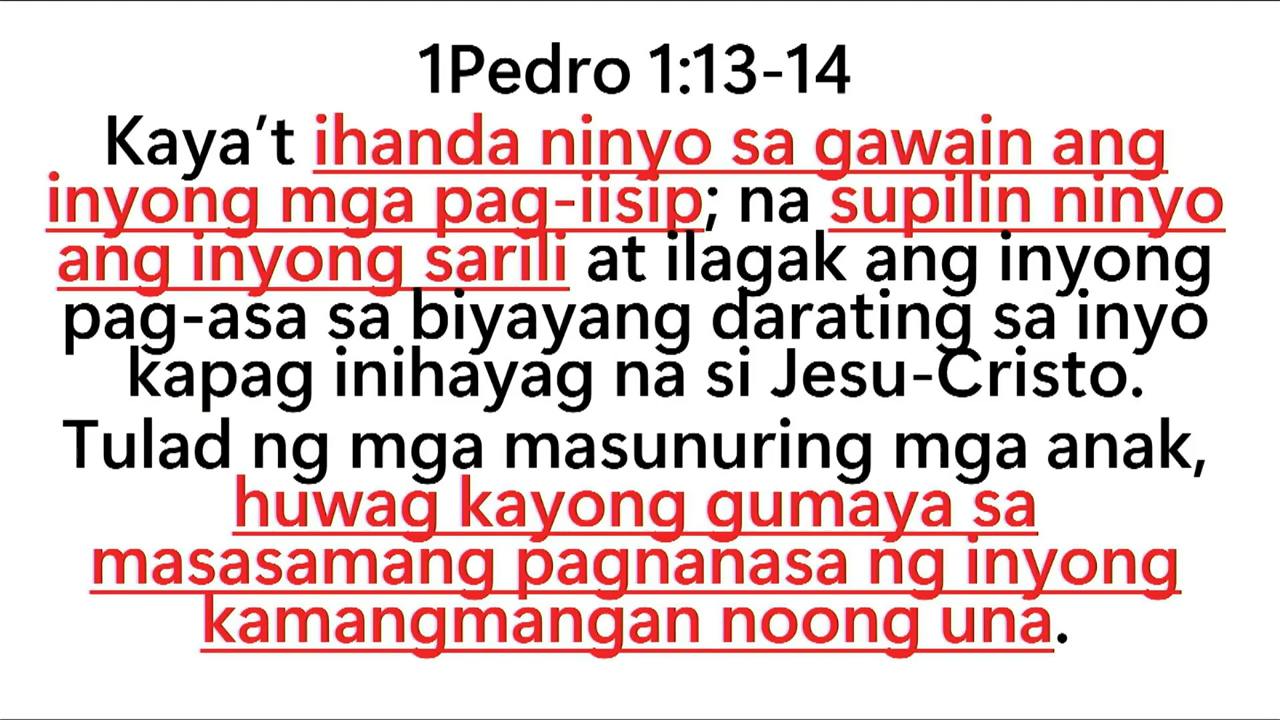 1Pedro 1:13-14
Kaya’t ihanda ninyo sa gawain ang
inyong mga pag-iisip; na supilin ninyo
ang inyong sarili at ilagak ang inyong
pag-asa sa biyayang darating sa inyo
kapag inihayag na si Jesu-Cristo.
Tulad ng mga masunuring mga anak,
huwag kayong gumaya sa
masasamang pagnanasa ng inyong
kamangmangan noong una.